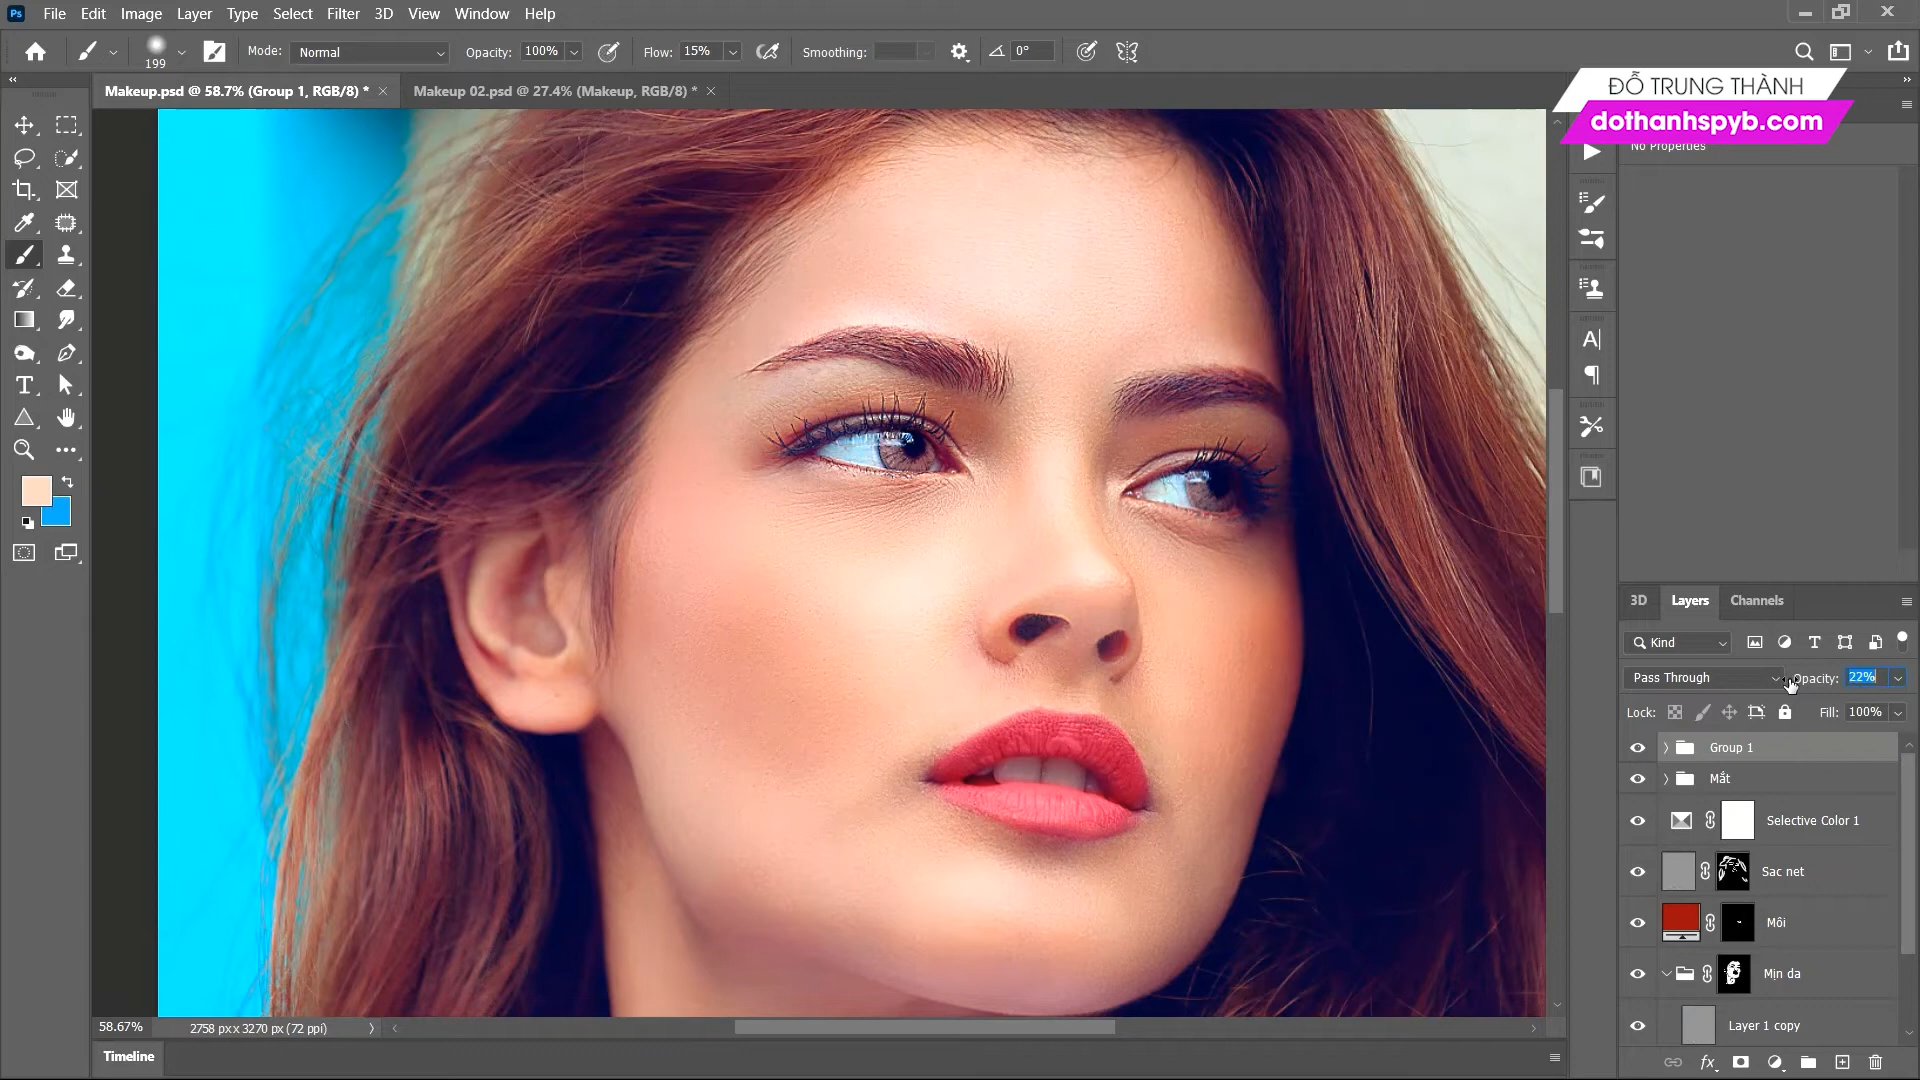 Ps File Edit Image Layer Type Select Filter 3D View Window Help
199 Mode: Normal Opacity: 100% Flow: 15% Smoothing: 0°
Makeup.psd @ 58.7% (Group 1, RGB/8) * Makeup 02.psd @ 27.4% (Makeup, RGB/8) *
ĐỖ TRUNG THÀNH
dothanhspyb.com
No Properties
3D Layers Channels
Kind
Pass Through Opacity: 22%
Lock: Fill: 100%
Group 1
Mắt
Selective Color 1
Sac net
Môi
Mịn da
Layer 1 copy
fx
58.67% 2758 px x 3270 px (72 ppi)
Timeline